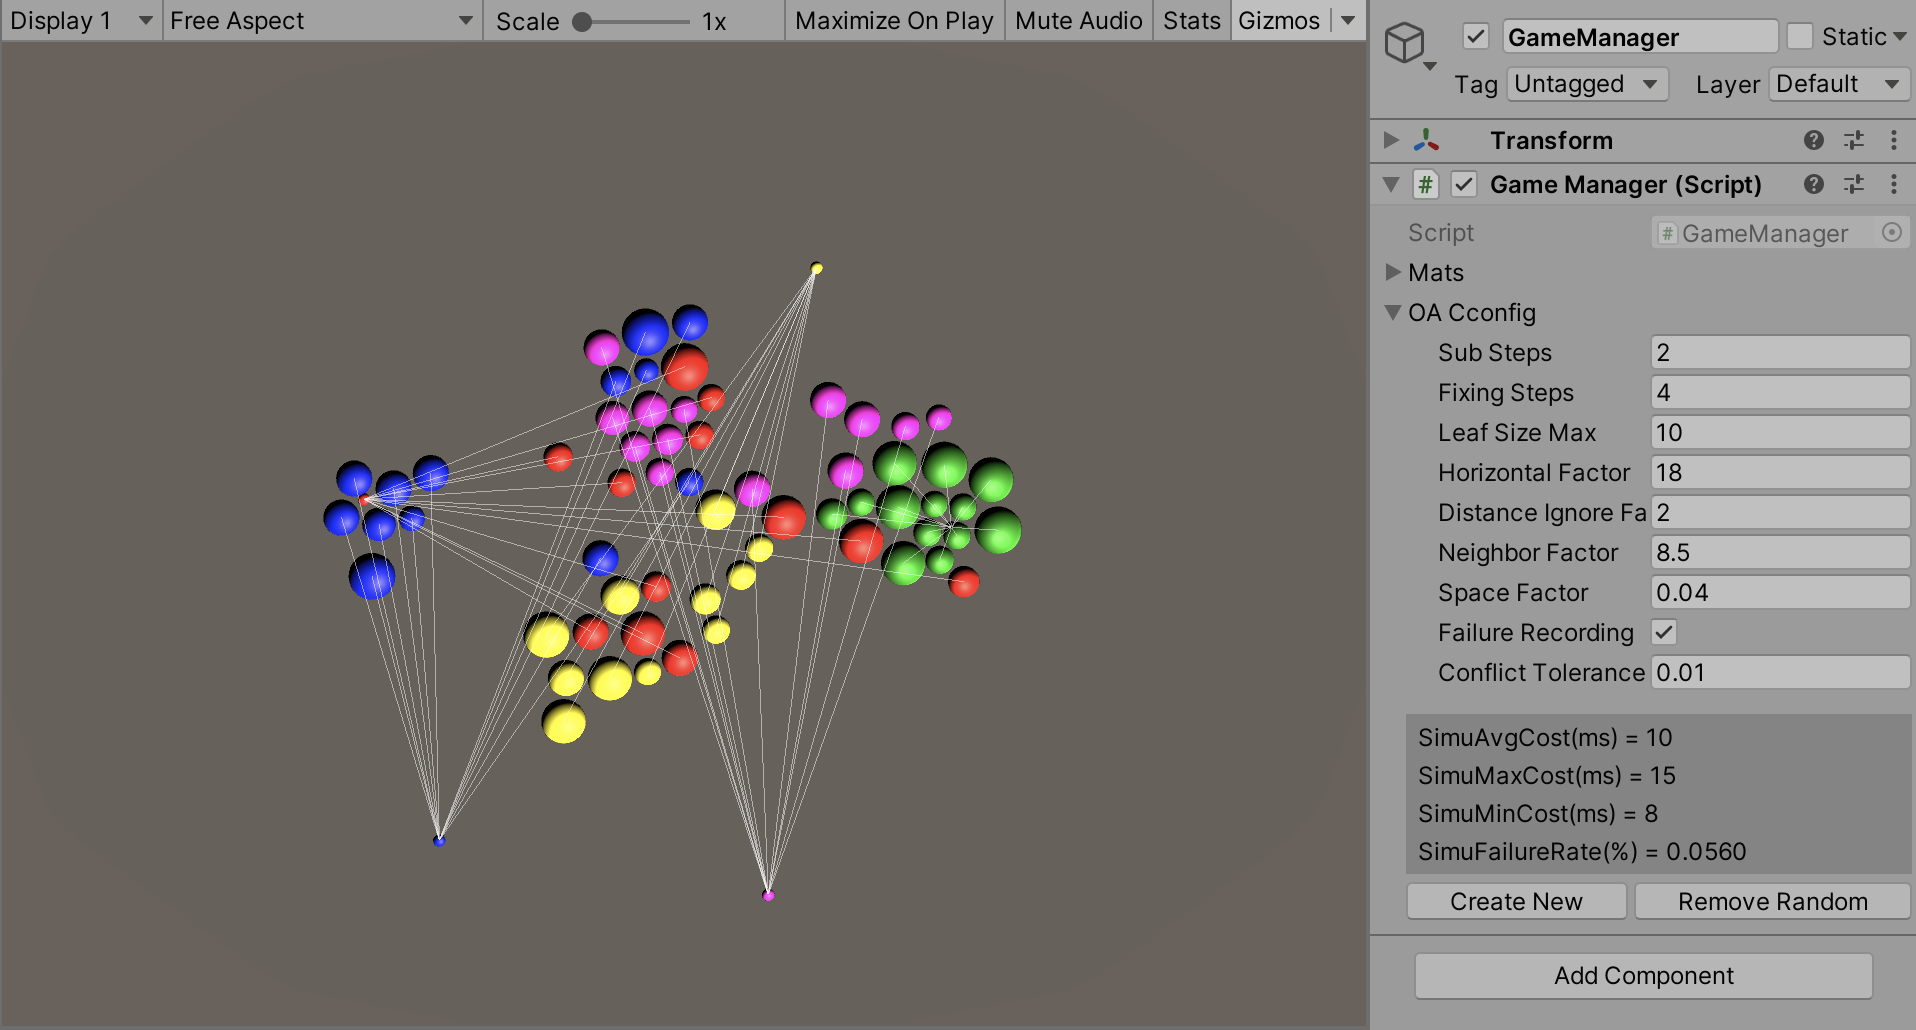 Display 1 Free Aspect Scale 1x Maximize On Play Mute Audio Stats Gizmos
GameManager Static
Tag Untagged Layer Default
Transform
# Game Manager (Script)
Script # GameManager
Mats
OA Cconfig
Sub Steps 2
Fixing Steps 4
Leaf Size Max 10
Horizontal Factor 18
Distance Ignore Fa 2
Neighbor Factor 8.5
Space Factor 0.04
Failure Recording
Conflict Tolerance 0.01
SimuAvgCost(ms) = 10
SimuMaxCost(ms) = 15
SimuMinCost(ms) = 8
SimuFailureRate(%) = 0.0560
Create New Remove Random
Add Component